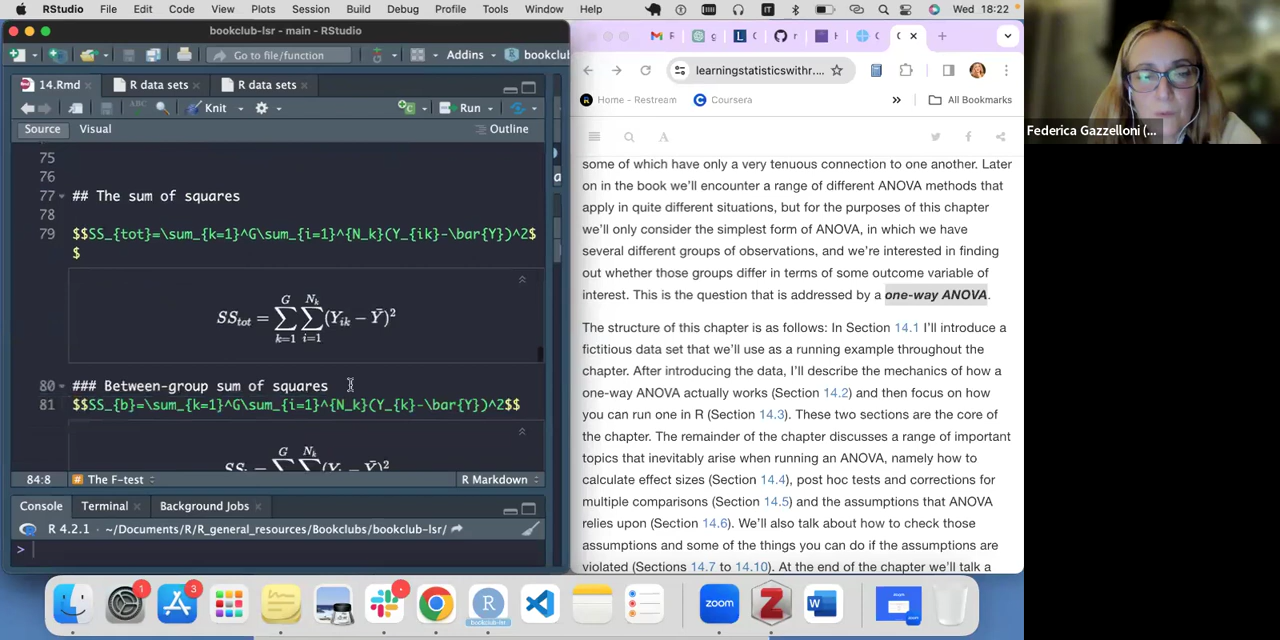 RStudio File Edit Code View Plots Session Build Debug Profile Tools Window Help Wed 18:22
bookclub-lsr - main - RStudio
Go to file/function Addins bookclub
14.Rmd R data sets R data sets
Knit Run
Source Visual Outline
75
76
77 ## The sum of squares
78
79 $$SS_{tot}=\sum_{k=1}^G\sum_{i=1}^{N_k}(Y_{ik}-\bar{Y})^2$
$
SS_tot = ∑_{k=1}^{G} ∑_{i=1}^{N_k} (Y_ik − Ȳ)²
80 ### Between-group sum of squares
81 $$SS_{b}=\sum_{k=1}^G\sum_{i=1}^{N_k}(Y_{k}-\bar{Y})^2$$
84:8 # The F-test R Markdown
Console Terminal Background Jobs
R 4.2.1 · ~/Documents/R/R_general_resources/Bookclubs/bookclub-lsr/
>
learningstatisticswithr....
Home - Restream Coursera » All Bookmarks
some of which have only a very tenuous connection to one another. Later
on in the book we'll encounter a range of different ANOVA methods that
apply in quite different situations, but for the purposes of this chapter
we'll only consider the simplest form of ANOVA, in which we have
several different groups of observations, and we're interested in finding
out whether those groups differ in terms of some outcome variable of
interest. This is the question that is addressed by a one-way ANOVA.
The structure of this chapter is as follows: In Section 14.1 I'll introduce a
fictitious data set that we'll use as a running example throughout the
chapter. After introducing the data, I'll describe the mechanics of how a
one-way ANOVA actually works (Section 14.2) and then focus on how
you can run one in R (Section 14.3). These two sections are the core of
the chapter. The remainder of the chapter discusses a range of important
topics that inevitably arise when running an ANOVA, namely how to
calculate effect sizes (Section 14.4), post hoc tests and corrections for
multiple comparisons (Section 14.5) and the assumptions that ANOVA
relies upon (Section 14.6). We'll also talk about how to check those
assumptions and some of the things you can do if the assumptions are
violated (Sections 14.7 to 14.10). At the end of the chapter we'll talk a
Federica Gazzelloni (...
1
3
zoom